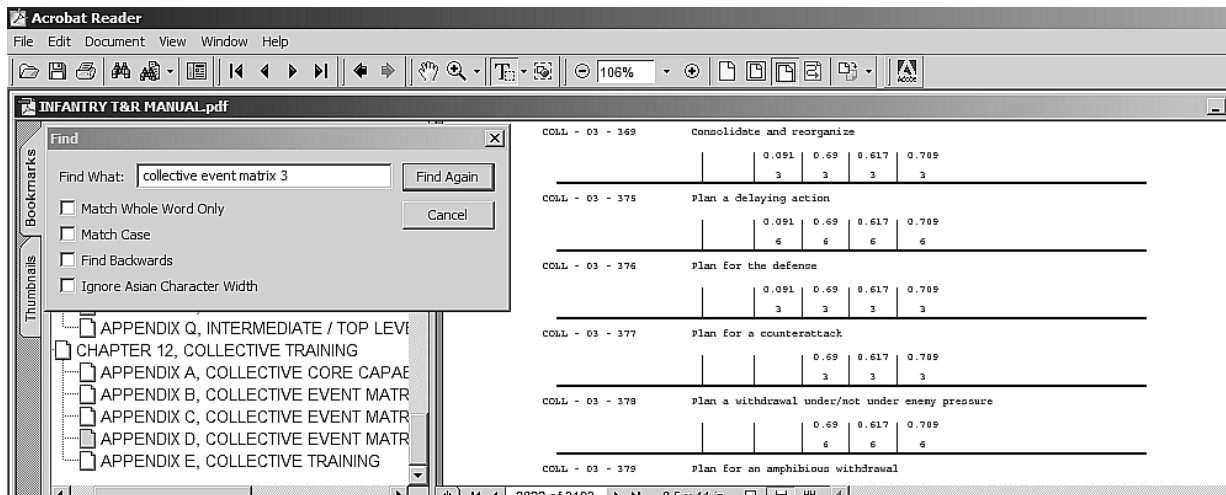 Acrobat Reader
File Edit Document View Window Help
106%
Adobe
INFANTRY T&R MANUAL.pdf
Find
Find What: collective event matrix 3
Find Again
Match Whole Word Only
Cancel
Match Case
Find Backwards
Ignore Asian Character Width
Bookmarks
Thumbnails
APPENDIX Q, INTERMEDIATE / TOP LEVE
CHAPTER 12, COLLECTIVE TRAINING
APPENDIX A, COLLECTIVE CORE CAPAE
APPENDIX B, COLLECTIVE EVENT MATR
APPENDIX C, COLLECTIVE EVENT MATR
APPENDIX D, COLLECTIVE EVENT MATR
APPENDIX E, COLLECTIVE TRAINING
COLL - 03 - 369 Consolidate and reorganize
0.091 0.69 0.617 0.709
3 3 3 3
COLL - 03 - 375 Plan a delaying action
0.091 0.69 0.617 0.709
6 6 6 6
COLL - 03 - 376 Plan for the defense
0.091 0.69 0.617 0.709
3 3 3 3
COLL - 03 - 377 Plan for a counterattack
0.69 0.617 0.709
3 3 3
COLL - 03 - 378 Plan a withdrawal under/not under enemy pressure
0.69 0.617 0.709
6 6 6
COLL - 03 - 379 Plan for an amphibious withdrawal